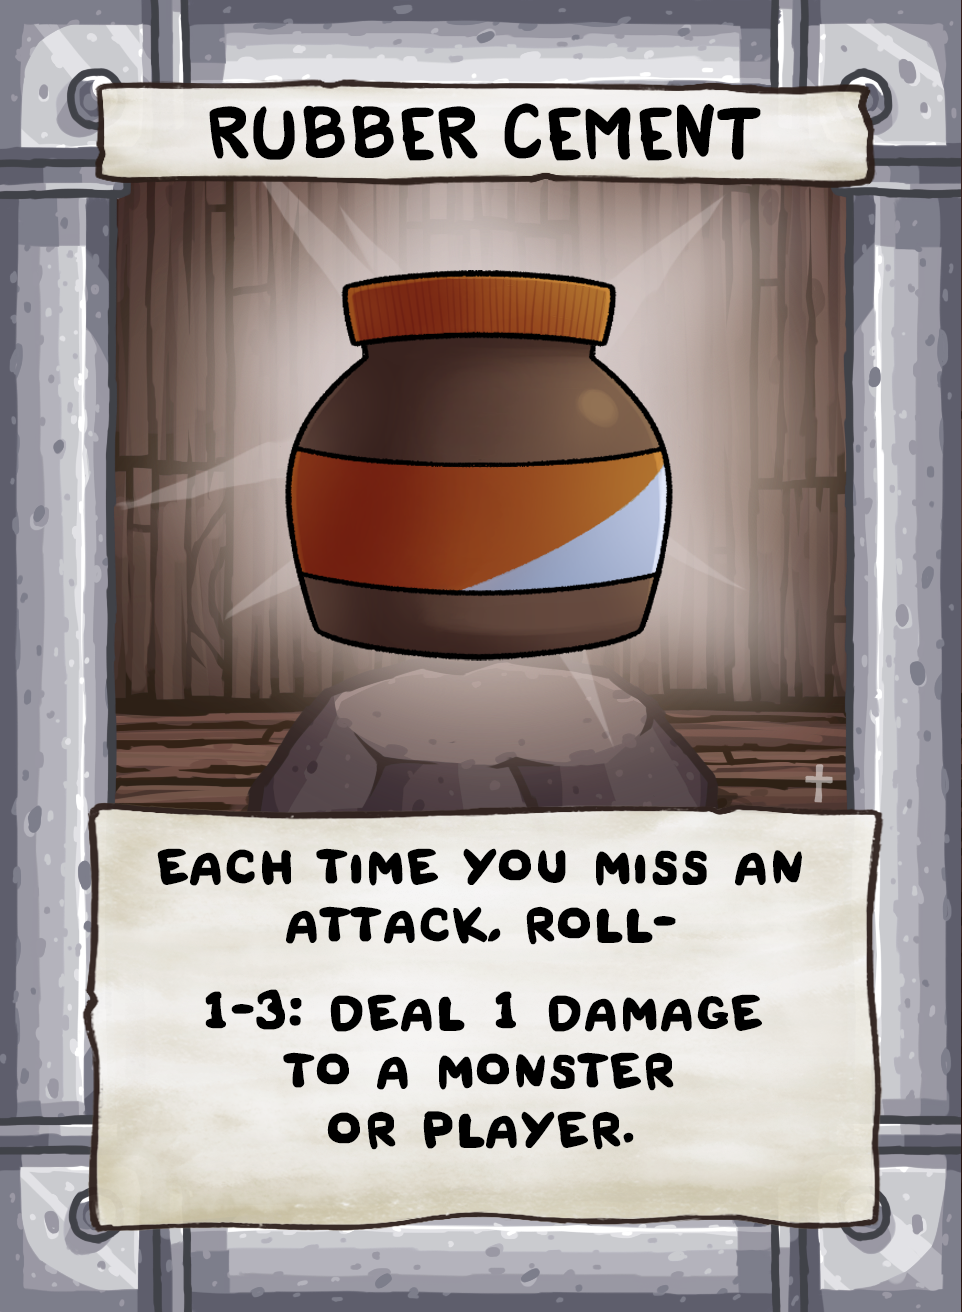 RUBBER CEMENT
EACH TIME YOU MISS AN
ATTACK, ROLL-
1-3: DEAL 1 DAMAGE
TO A MONSTER
OR PLAYER.